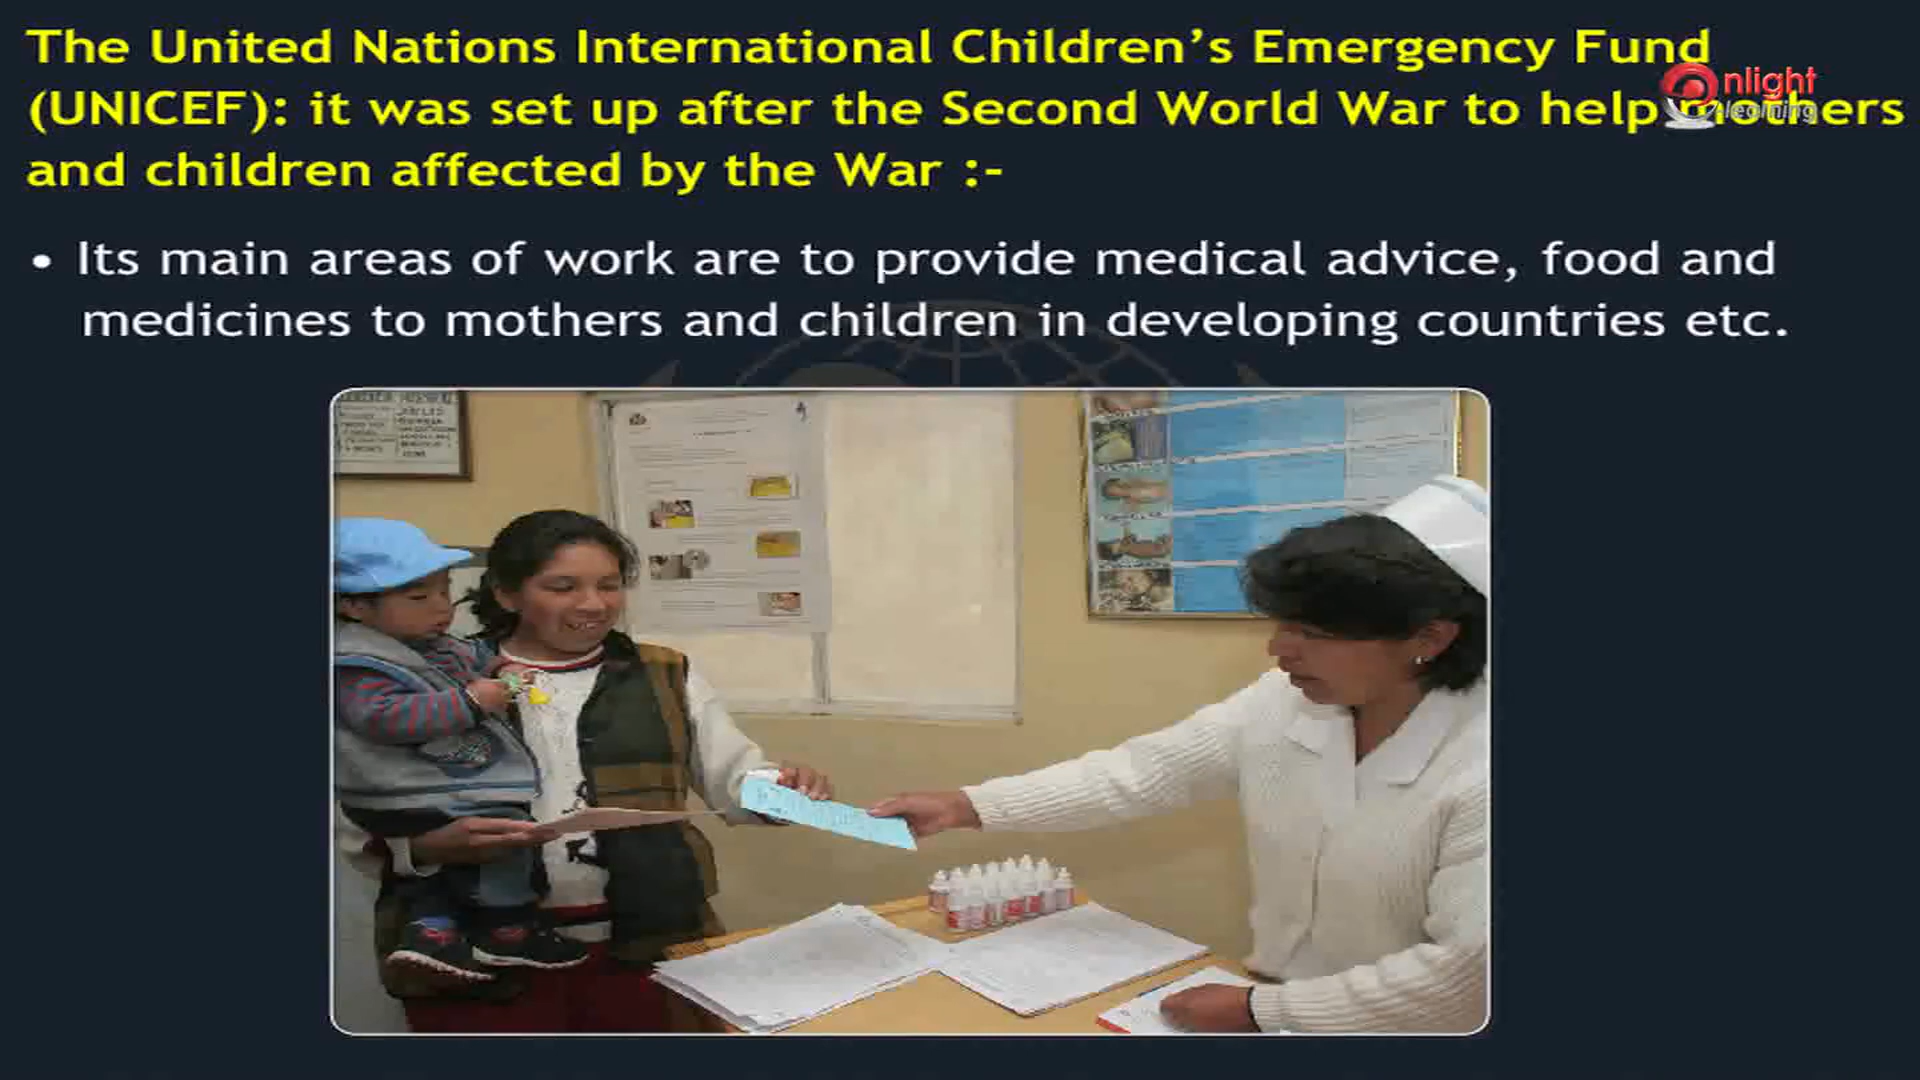 The United Nations International Children’s Emergency Fund
(UNICEF): it was set up after the Second World War to help mothers
and children affected by the War :-
• Its main areas of work are to provide medical advice, food and
medicines to mothers and children in developing countries etc.
nlight
learning